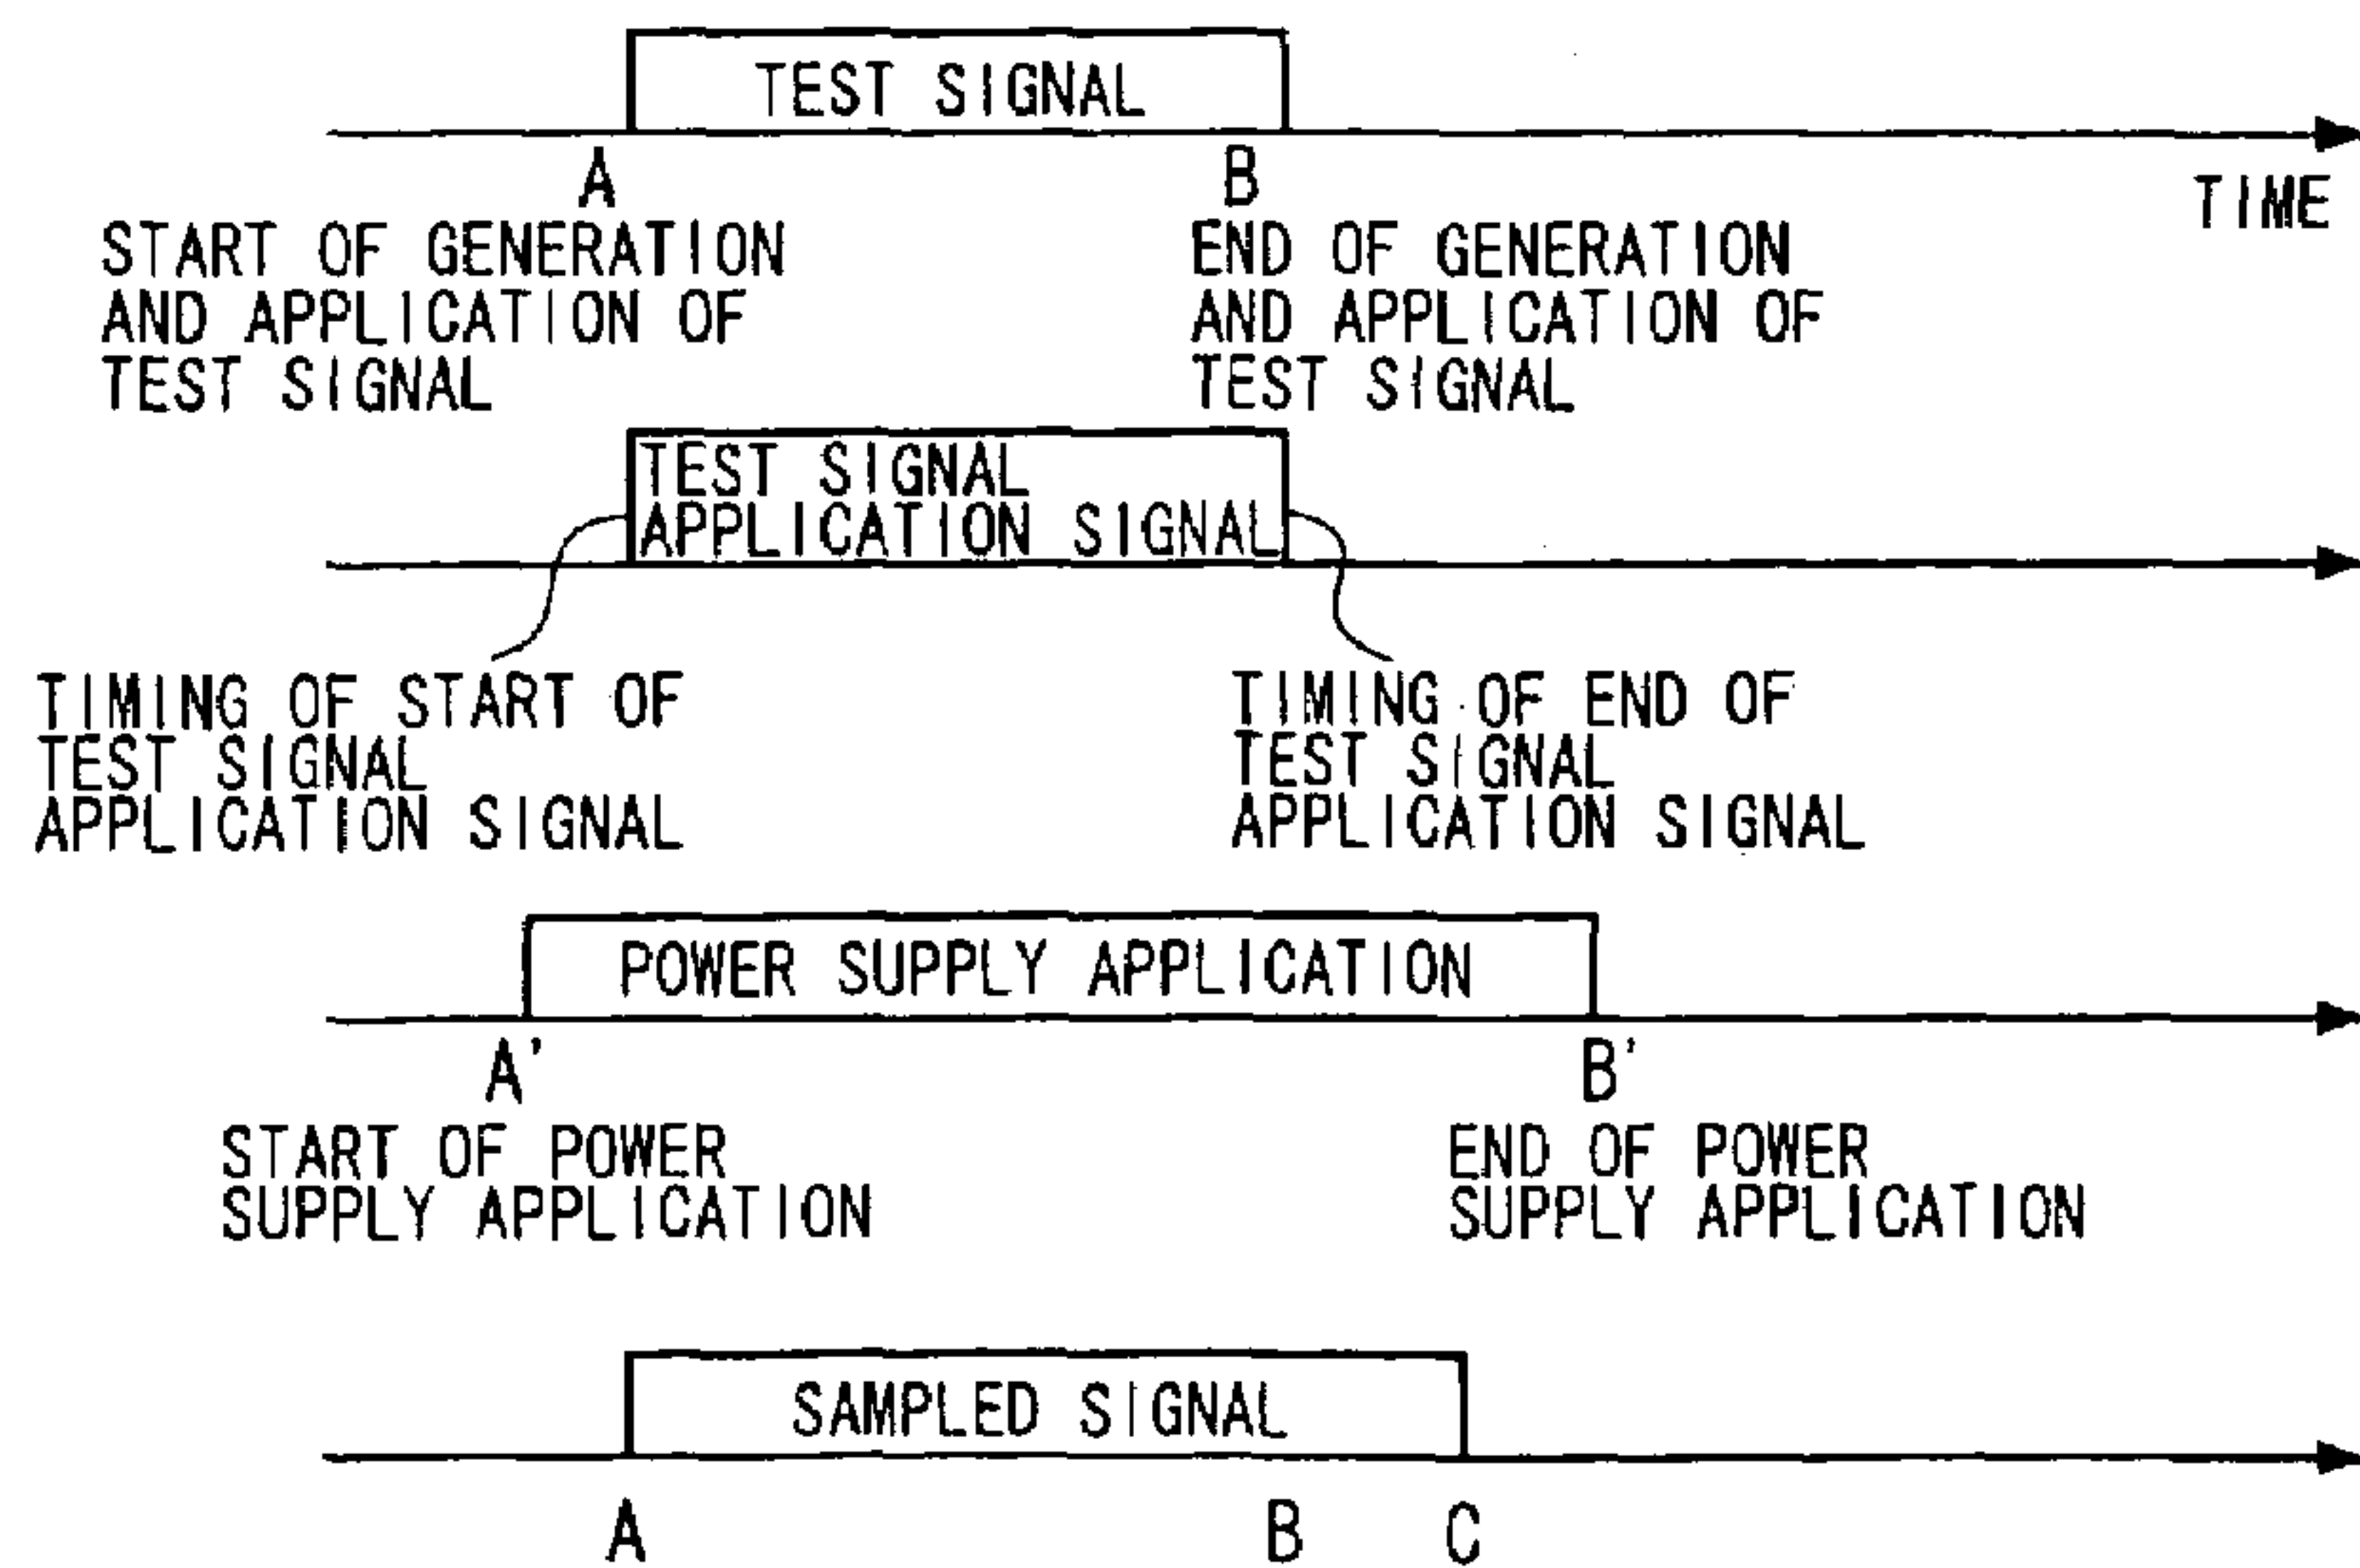 TEST SIGNAL
A
B
TIME
START OF GENERATION
AND APPLICATION OF
TEST SIGNAL
END OF GENERATION
AND APPLICATION OF
TEST SIGNAL
TEST SIGNAL
APPLICATION SIGNAL
TIMING OF START OF
TEST SIGNAL
APPLICATION SIGNAL
TIMING OF END OF
TEST SIGNAL
APPLICATION SIGNAL
POWER SUPPLY APPLICATION
A'
B'
START OF POWER
SUPPLY APPLICATION
END OF POWER
SUPPLY APPLICATION
SAMPLED SIGNAL
A
B
C